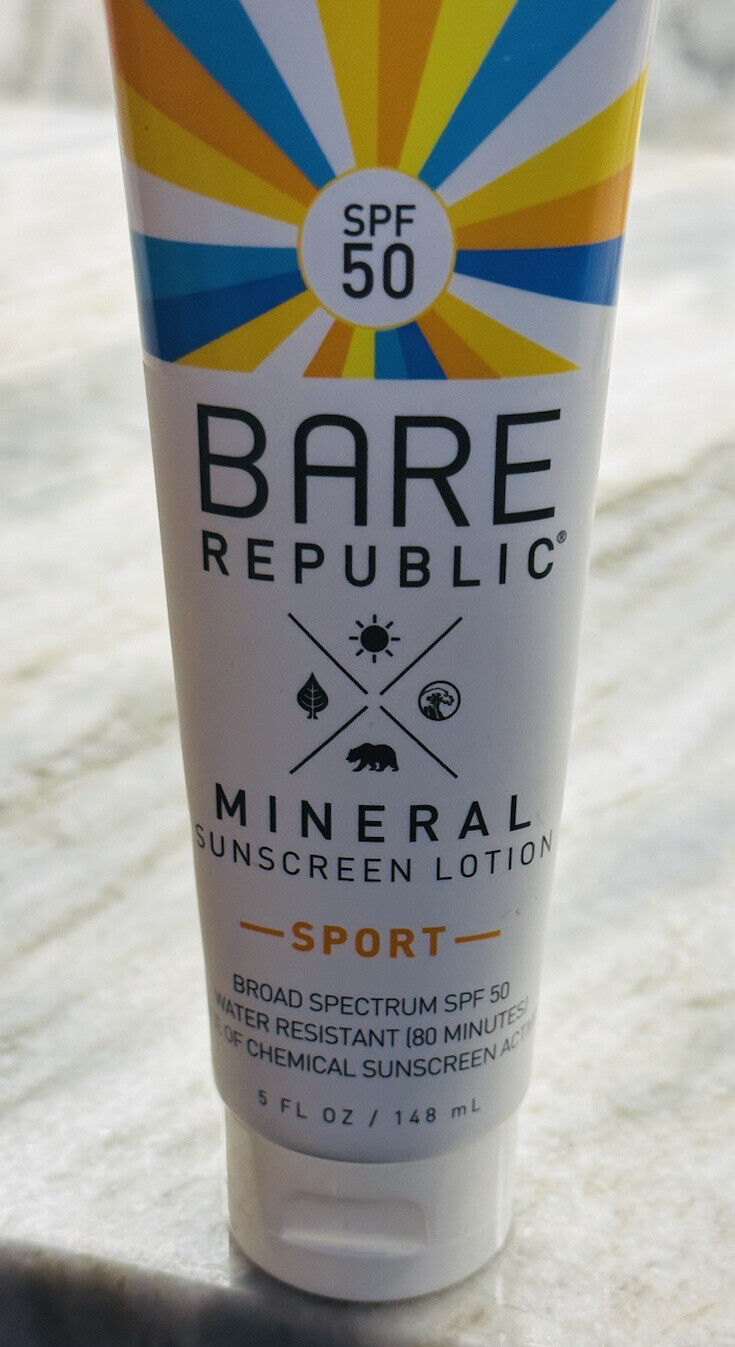 SPF
50
BARE
REPUBLIC®
MINERAL
SUNSCREEN LOTION
SPORT
BROAD SPECTRUM SPF 50
WATER RESISTANT (80 MINUTES)
OF CHEMICAL SUNSCREEN
5 FL OZ / 148 mL